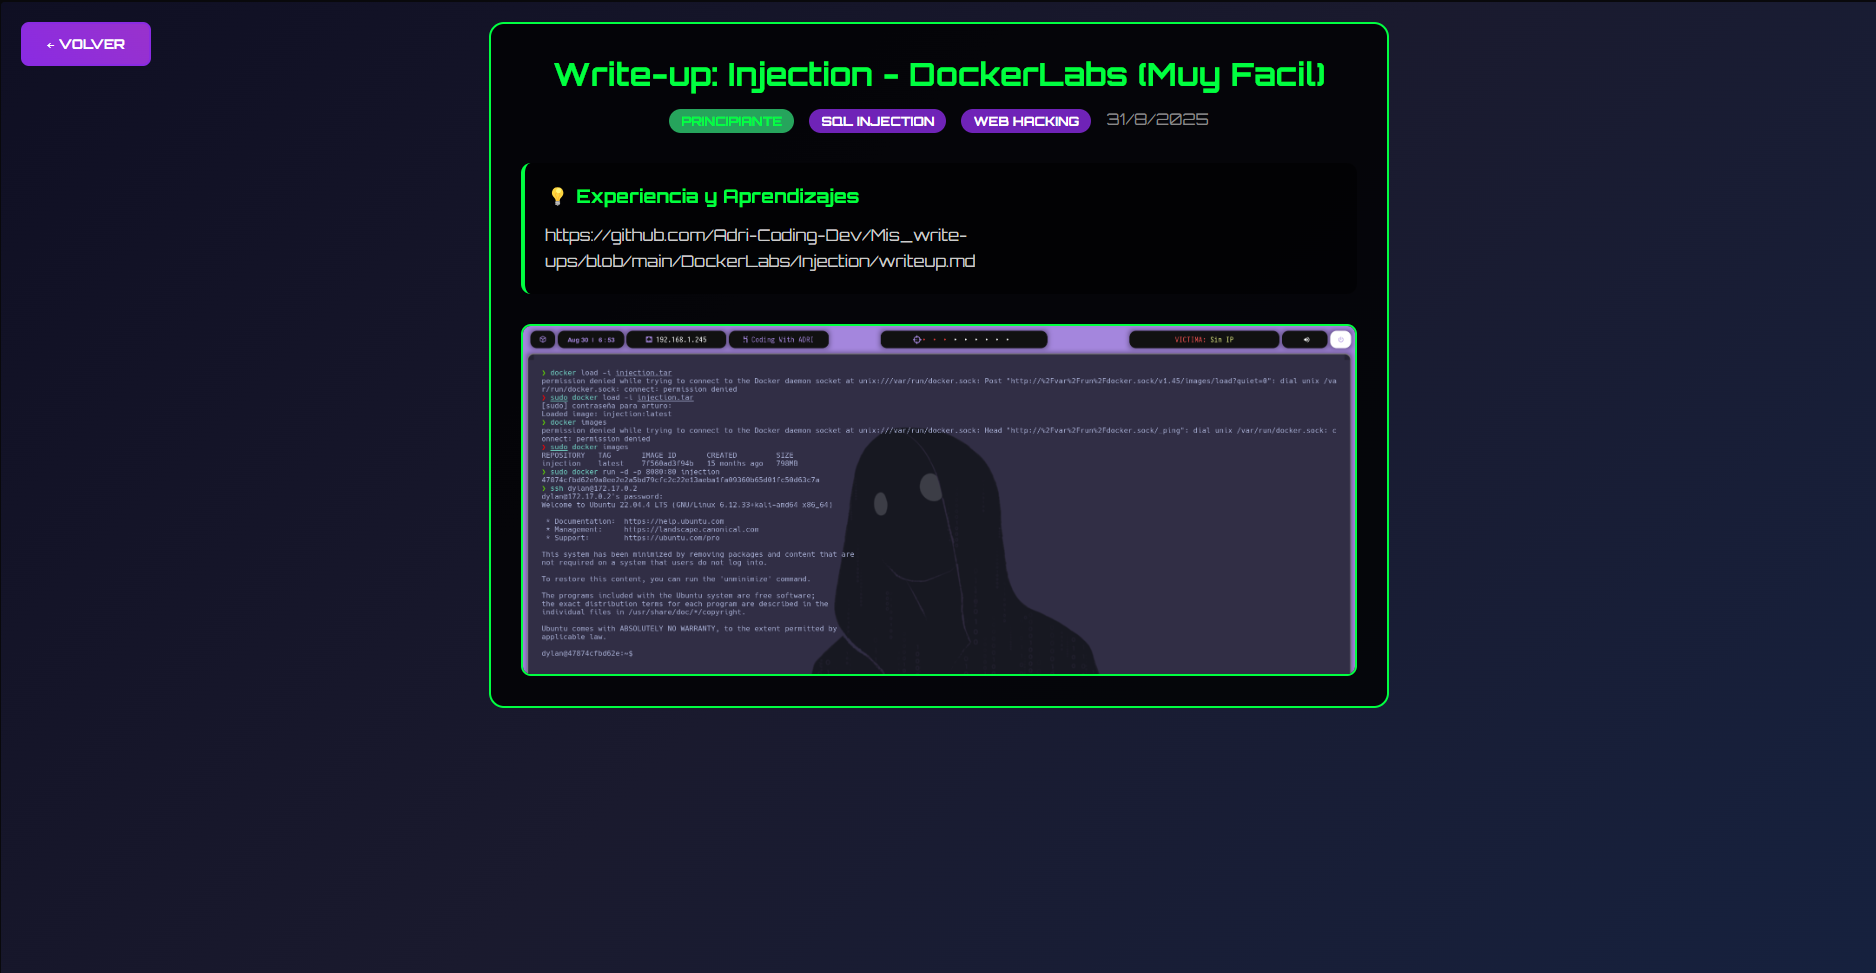 ← VOLVER
Write-up: Injection - DockerLabs (Muy Facil)
PRINCIPIANTE SQL INJECTION WEB HACKING 31/8/2025
💡 Experiencia y Aprendizajes
https://github.com/Adri-Coding-Dev/Mis_write-
ups/blob/main/DockerLabs/Injection/writeup.md
Aug 30 | 6:53 192.168.1.245 Coding With ADRI VICTIMA: Sin IP
❯ docker load -i injection.tar
permission denied while trying to connect to the Docker daemon socket at unix:///var/run/docker.sock: Post "http://%2Fvar%2Frun%2Fdocker.sock/v1.45/images/load?quiet=0": dial unix /va
r/run/docker.sock: connect: permission denied
❯ sudo docker load -i injection.tar
[sudo] contraseña para arturo:
Loaded image: injection:latest
❯ docker images
permission denied while trying to connect to the Docker daemon socket at unix:///var/run/docker.sock: Head "http://%2Fvar%2Frun%2Fdocker.sock/_ping": dial unix /var/run/docker.sock: c
onnect: permission denied
❯ sudo docker images
REPOSITORY TAG IMAGE ID CREATED SIZE
injection latest 7f560ad3f94b 15 months ago 798MB
❯ sudo docker run -d -p 8080:80 injection
❯ ssh dylan@172.17.0.2
dylan@172.17.0.2's password:
Welcome to Ubuntu 22.04.4 LTS (GNU/Linux 6.12.33+kali-amd64 x86_64)
* Documentation: https://help.ubuntu.com
* Management: https://landscape.canonical.com
* Support: https://ubuntu.com/pro
This system has been minimized by removing packages and content that are
not required on a system that users do not log into.
To restore this content, you can run the 'unminimize' command.
The programs included with the Ubuntu system are free software;
the exact distribution terms for each program are described in the
individual files in /usr/share/doc/*/copyright.
Ubuntu comes with ABSOLUTELY NO WARRANTY, to the extent permitted by
applicable law.
dylan@47874cfbd62e:~$